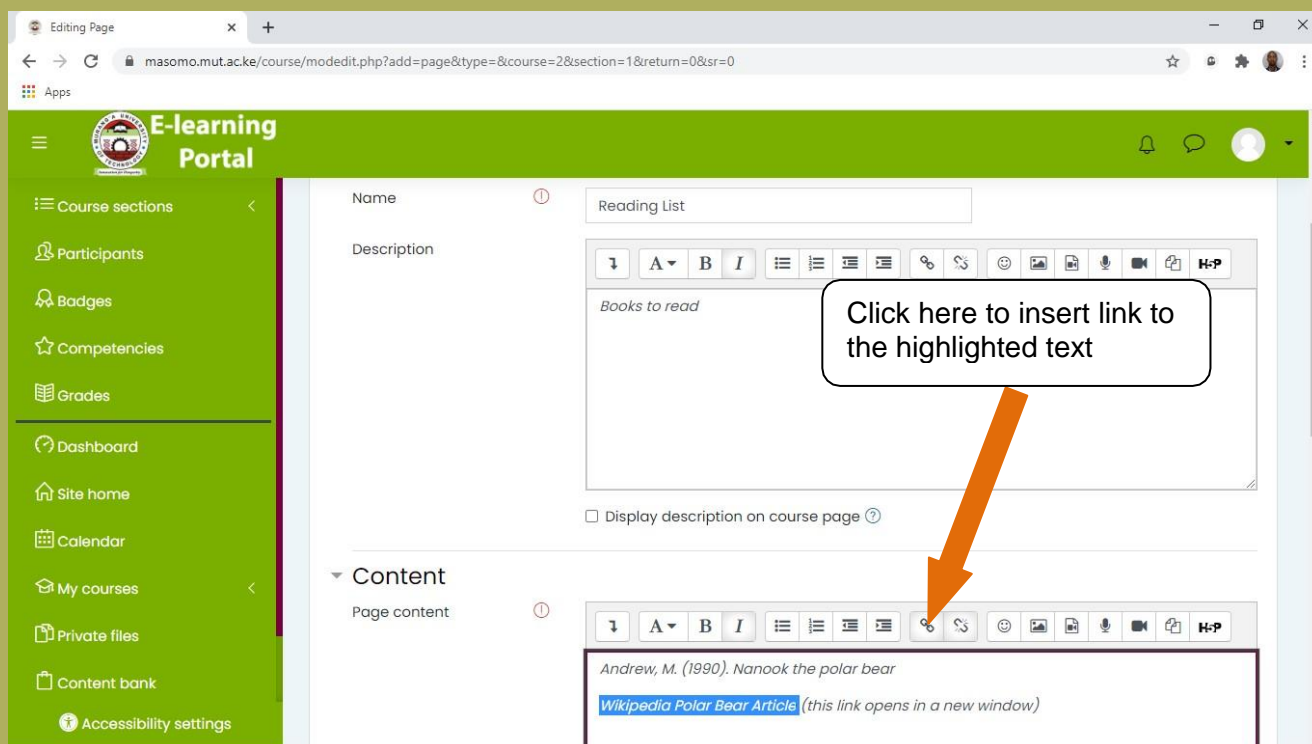 Editing Page
masomo.mut.ac.ke/course/modedit.php?add=page&type=&course=2&section=1&return=0&sr=0
Apps
E-learning
Portal
Course sections
Participants
Badges
Competencies
Grades
Dashboard
Site home
Calendar
My courses
Private files
Content bank
Accessibility settings
Name
Reading List
Description
A B I H-P
Books to read
Click here to insert link to
the highlighted text
Display description on course page
Content
Page content
A B I H-P
Andrew, M. (1990). Nanook the polar bear
Wikipedia Polar Bear Article (this link opens in a new window)